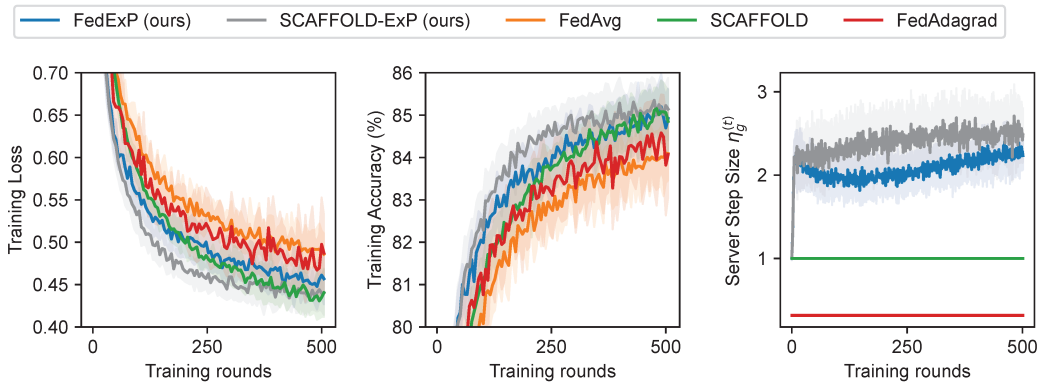 FedExP (ours) SCAFFOLD-ExP (ours) FedAvg SCAFFOLD FedAdagrad
Training Loss
0.70
0.65
0.60
0.55
0.50
0.45
0.40
0 250 500
Training rounds
Training Accuracy (%)
86
85
84
83
82
81
80
0 250 500
Training rounds
Server Step Size η_g^(t)
3
2
1
0 250 500
Training rounds